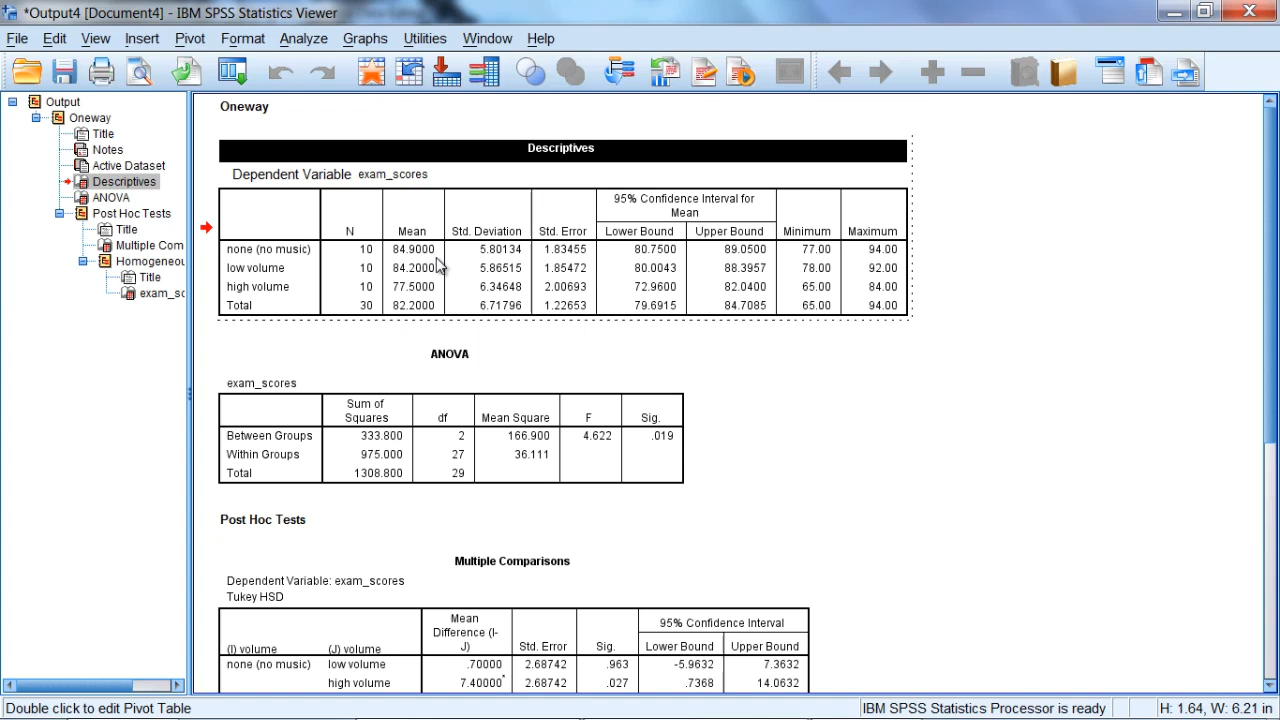 *Output4 [Document4] - IBM SPSS Statistics Viewer
File Edit View Insert Pivot Format Analyze Graphs Utilities Window Help
Output
Oneway
Title
Notes
Active Dataset
Descriptives
ANOVA
Post Hoc Tests
Title
Multiple Com
Homogeneou
Title
exam_sc
Oneway
Descriptives
Dependent Variable exam_scores
95% Confidence Interval for
Mean
N Mean Std. Deviation Std. Error Lower Bound Upper Bound Minimum Maximum
none (no music) 10 84.9000 5.80134 1.83455 80.7500 89.0500 77.00 94.00
low volume 10 84.2000 5.86515 1.85472 80.0043 88.3957 78.00 92.00
high volume 10 77.5000 6.34648 2.00693 72.9600 82.0400 65.00 84.00
Total 30 82.2000 6.71796 1.22653 79.6915 84.7085 65.00 94.00
ANOVA
exam_scores
Sum of
Squares df Mean Square F Sig.
Between Groups 333.800 2 166.900 4.622 .019
Within Groups 975.000 27 36.111
Total 1308.800 29
Post Hoc Tests
Multiple Comparisons
Dependent Variable: exam_scores
Tukey HSD
Mean
Difference (I-
J)
95% Confidence Interval
(I) volume (J) volume Std. Error Sig. Lower Bound Upper Bound
none (no music) low volume .70000 2.68742 .963 -5.9632 7.3632
high volume 7.40000* 2.68742 .027 .7368 14.0632
Double click to edit Pivot Table IBM SPSS Statistics Processor is ready H: 1.64, W: 6.21 in